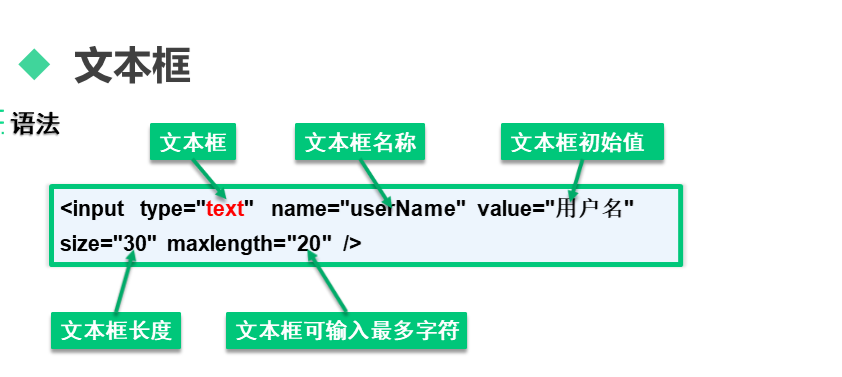 文本框
语法
文本框 文本框名称 文本框初始值
<input type="text" name="userName" value="用户名"
size="30" maxlength="20" />
文本框长度 文本框可输入最多字符